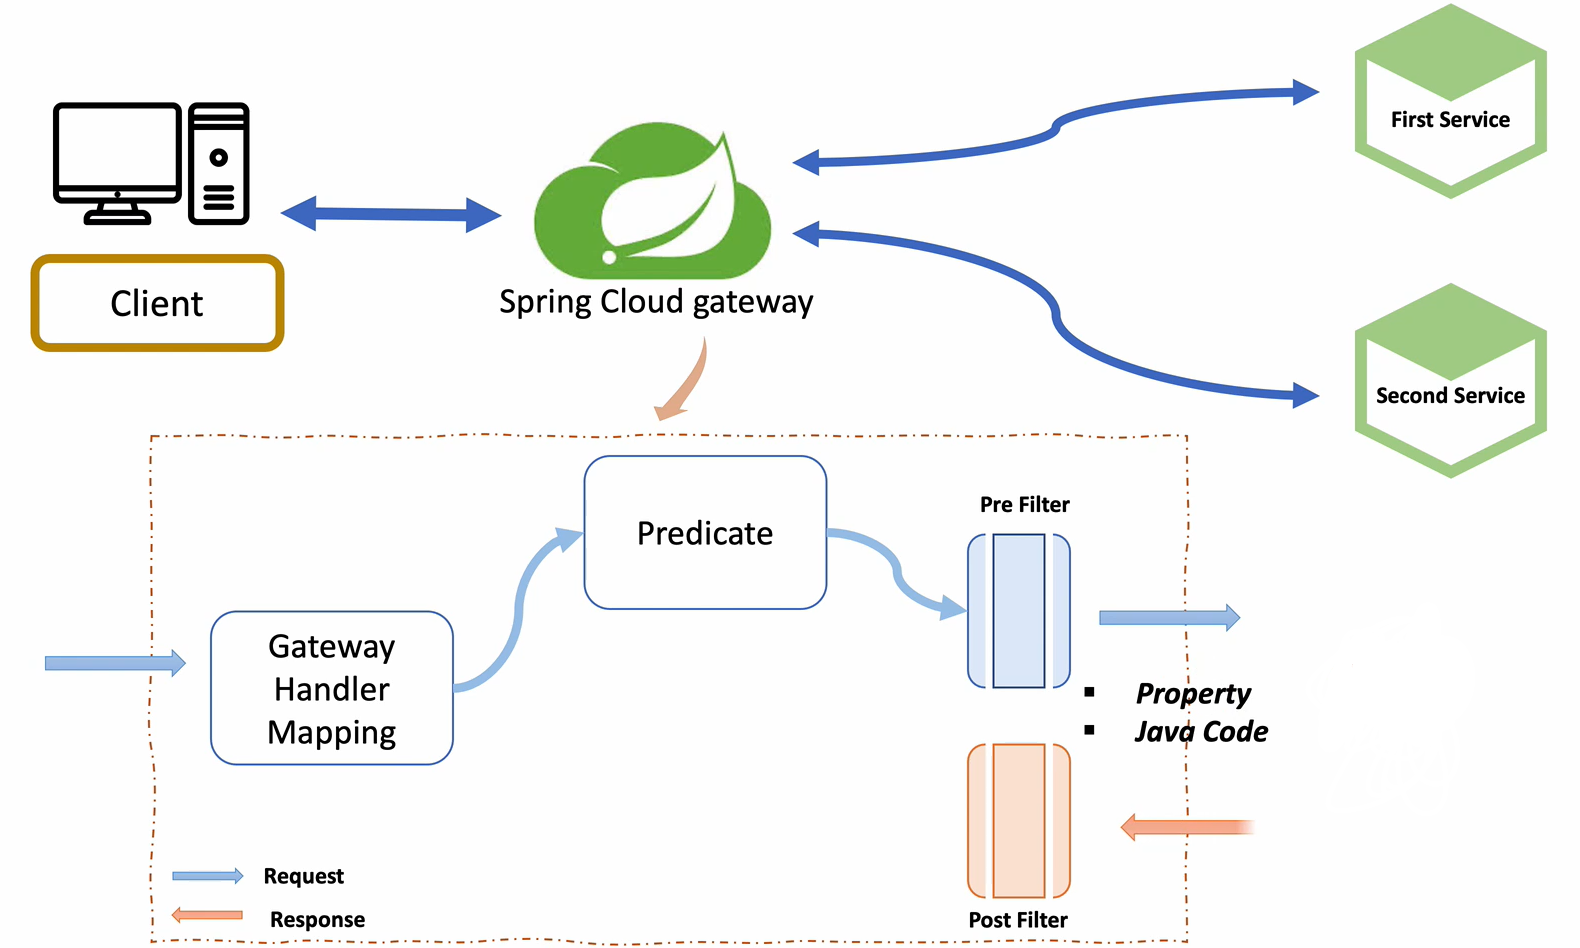 First Service
Client
Spring Cloud gateway
Second Service
Predicate
Pre Filter
Gateway
Handler
Mapping
▪ Property
▪ Java Code
Request
Response
Post Filter